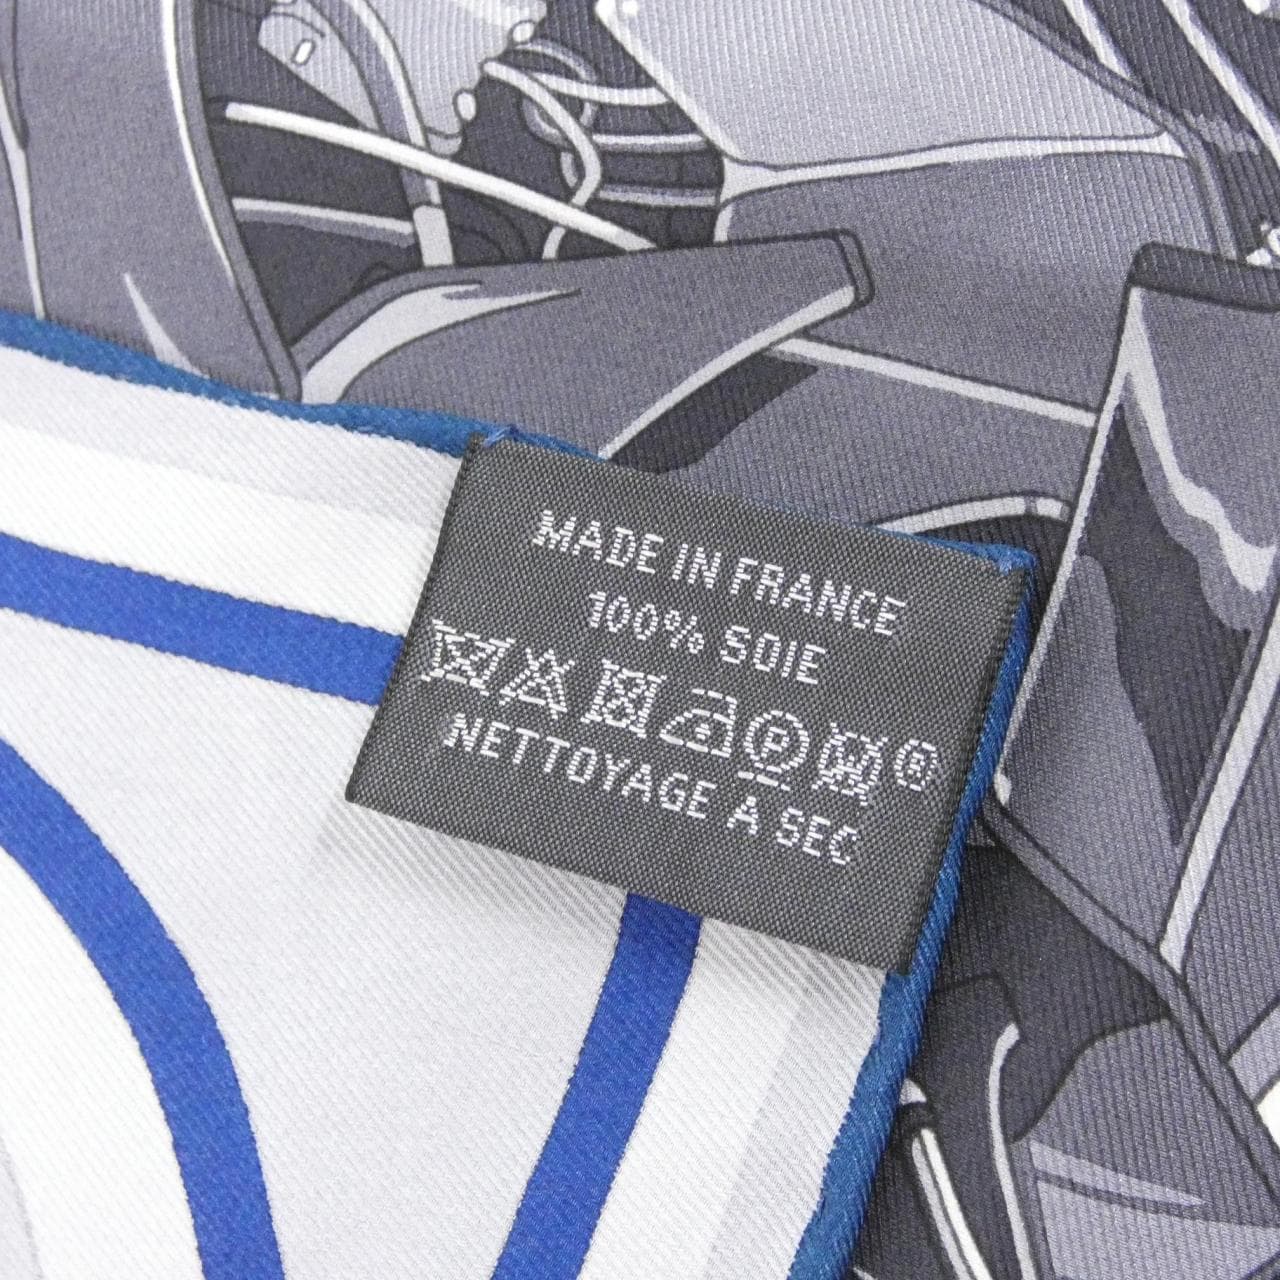 MADE IN FRANCE
100% SOIE
P ®
NETTOYAGE A SEC